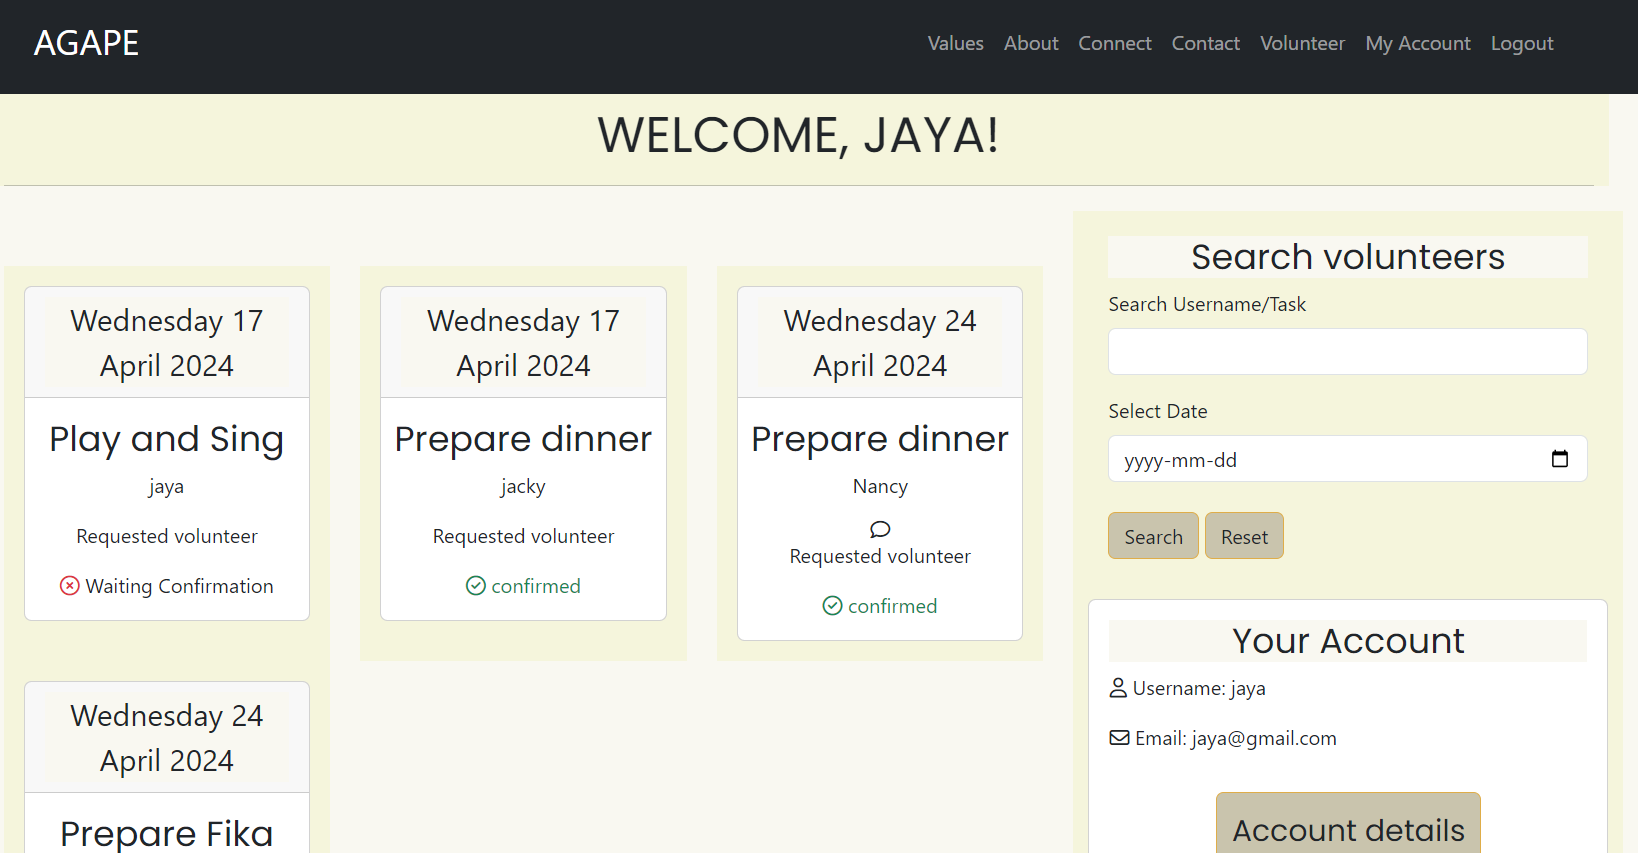 AGAPE
Values About Connect Contact Volunteer My Account Logout
WELCOME, JAYA!
Wednesday 17
April 2024
Play and Sing
jaya
Requested volunteer
Waiting Confirmation
Wednesday 17
April 2024
Prepare dinner
jacky
Requested volunteer
confirmed
Wednesday 24
April 2024
Prepare dinner
Nancy
Requested volunteer
confirmed
Wednesday 24
April 2024
Prepare Fika
Search volunteers
Search Username/Task
Select Date
yyyy-mm-dd
Search Reset
Your Account
Username: jaya
Email: jaya@gmail.com
Account details